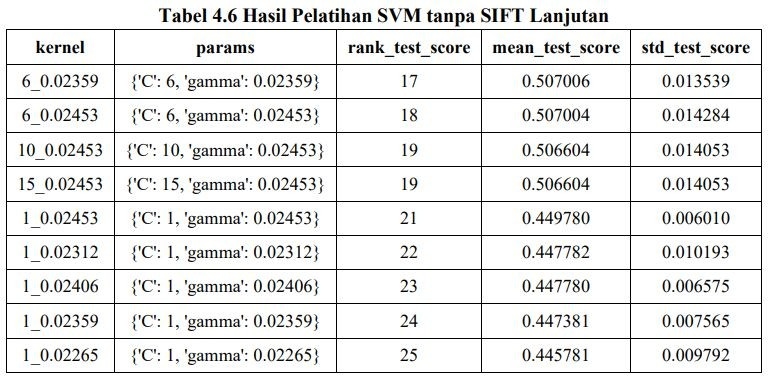 Tabel 4.6 Hasil Pelatihan SVM tanpa SIFT Lanjutan
kernel params rank_test_score mean_test_score std_test_score
6_0.02359 {'C': 6, 'gamma': 0.02359} 17 0.507006 0.013539
6_0.02453 {'C': 6, 'gamma': 0.02453} 18 0.507004 0.014284
10_0.02453 {'C': 10, 'gamma': 0.02453} 19 0.506604 0.014053
15_0.02453 {'C': 15, 'gamma': 0.02453} 19 0.506604 0.014053
1_0.02453 {'C': 1, 'gamma': 0.02453} 21 0.449780 0.006010
1_0.02312 {'C': 1, 'gamma': 0.02312} 22 0.447782 0.010193
1_0.02406 {'C': 1, 'gamma': 0.02406} 23 0.447780 0.006575
1_0.02359 {'C': 1, 'gamma': 0.02359} 24 0.447381 0.007565
1_0.02265 {'C': 1, 'gamma': 0.02265} 25 0.445781 0.009792